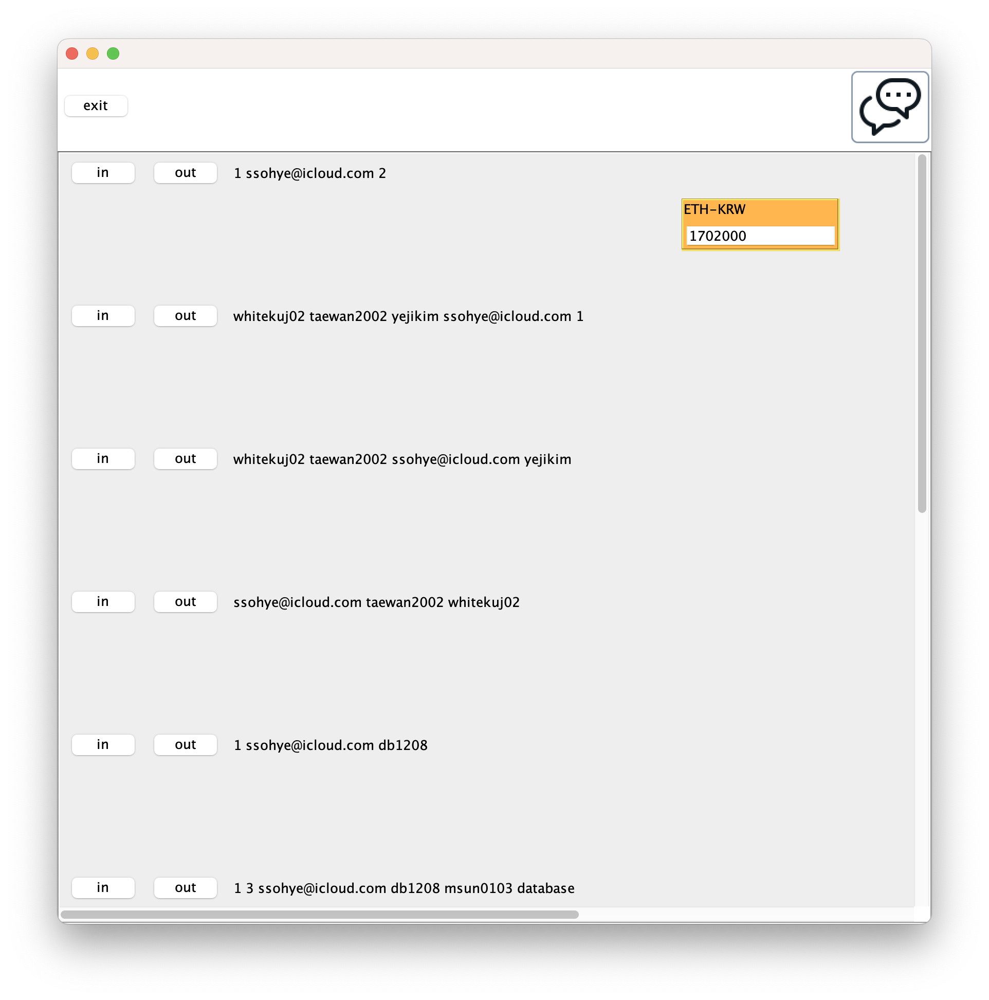 exit
in out 1 ssohye@icloud.com 2
ETH-KRW
1702000
in out whitekuj02 taewan2002 yejikim ssohye@icloud.com 1
in out whitekuj02 taewan2002 ssohye@icloud.com yejikim
in out ssohye@icloud.com taewan2002 whitekuj02
in out 1 ssohye@icloud.com db1208
in out 1 3 ssohye@icloud.com db1208 msun0103 database